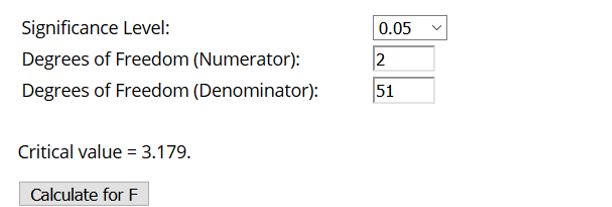 Significance Level: 0.05
Degrees of Freedom (Numerator): 2
Degrees of Freedom (Denominator): 51
Critical value = 3.179.
Calculate for F